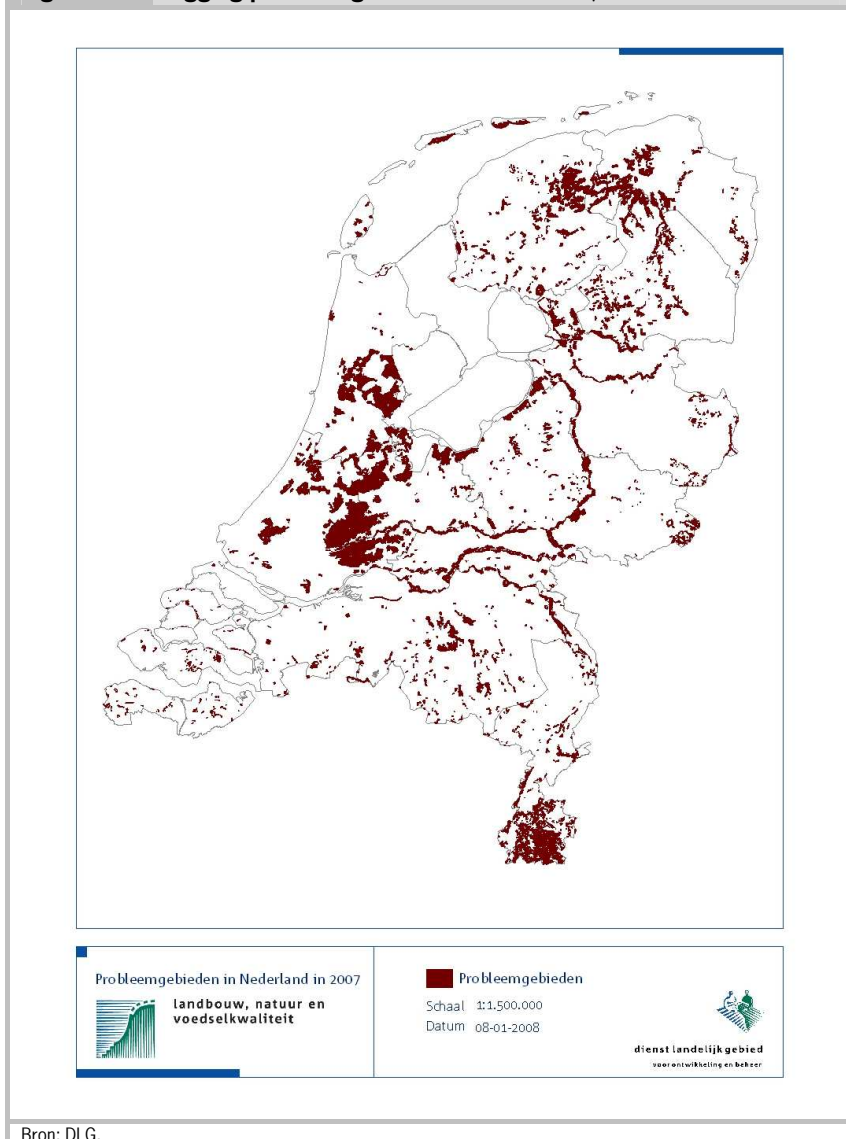 Probleemgebieden in Nederland in 2007
landbouw, natuur en
voedselkwaliteit
Probleemgebieden
Schaal 1:1.500.000
Datum 08-01-2008
dienst landelijk gebied
voor ontwikkeling en beheer
Bron: DLG.